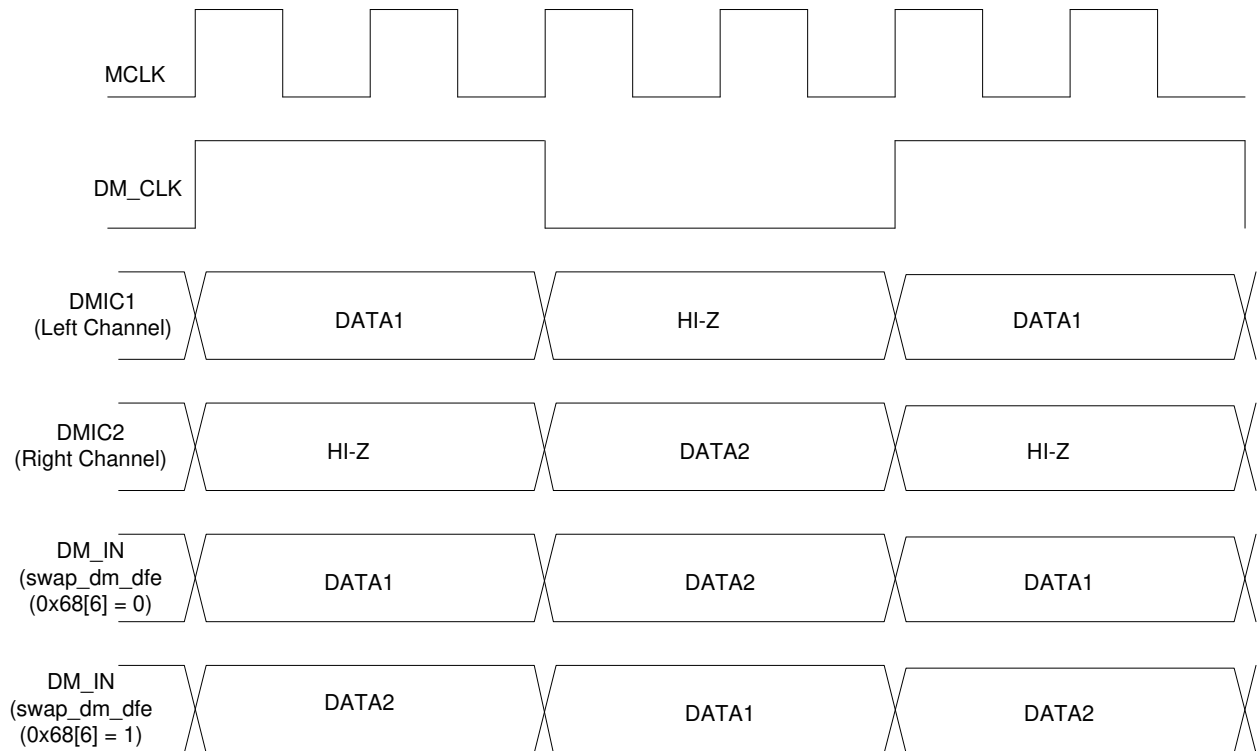 MCLK
DM_CLK
DMIC1
(Left Channel)
DATA1
HI-Z
DATA1
DMIC2
(Right Channel)
HI-Z
DATA2
HI-Z
DM_IN
(swap_dm_dfe
(0x68[6] = 0)
DATA1
DATA2
DATA1
DM_IN
(swap_dm_dfe
(0x68[6] = 1)
DATA2
DATA1
DATA2